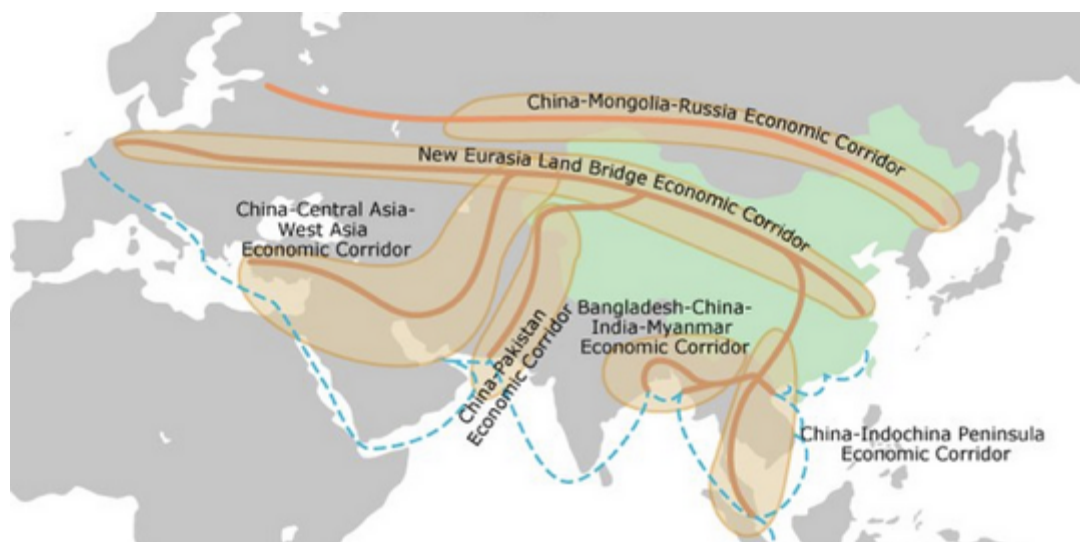 China-Mongolia-Russia Economic Corridor
New Eurasia Land Bridge Economic Corridor
China-Central Asia-
West Asia
Economic Corridor
China-Pakistan
Economic Corridor
Bangladesh-China-
India-Myanmar
Economic Corridor
China-Indochina Peninsula
Economic Corridor